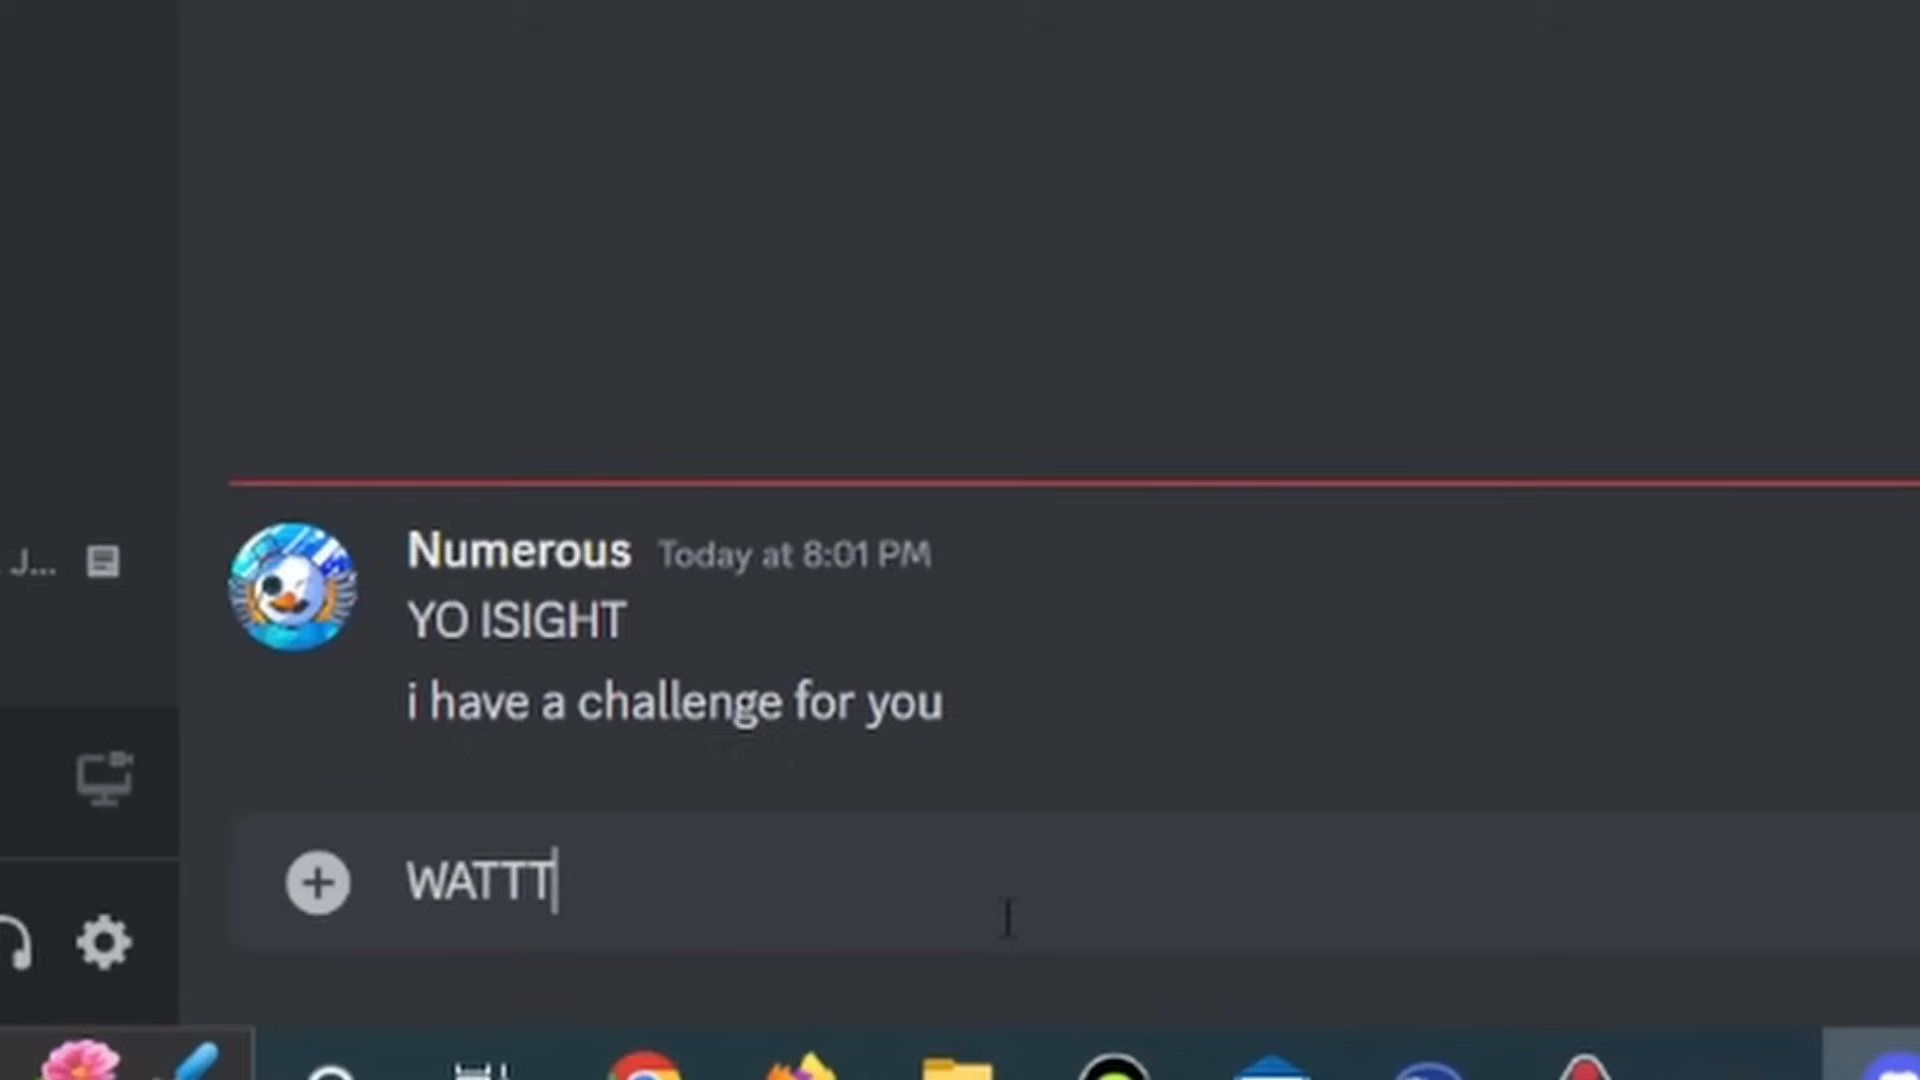 Numerous Today at 8:01 PM
YO ISIGHT
J...
i have a challenge for you
WATTT